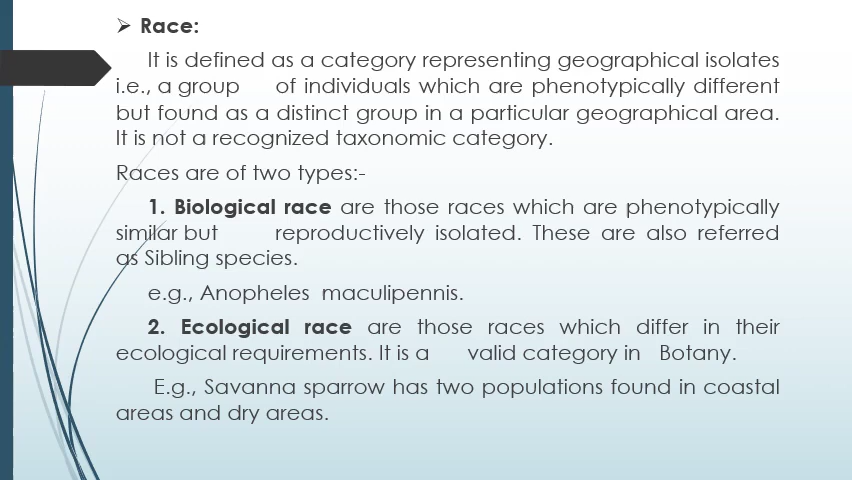 ➢ Race:
It is defined as a category representing geographical isolates
i.e., a group of individuals which are phenotypically different
but found as a distinct group in a particular geographical area.
It is not a recognized taxonomic category.
Races are of two types:-
1. Biological race are those races which are phenotypically
similar but reproductively isolated. These are also referred
as Sibling species.
e.g., Anopheles maculipennis.
2. Ecological race are those races which differ in their
ecological requirements. It is a valid category in Botany.
E.g., Savanna sparrow has two populations found in coastal
areas and dry areas.